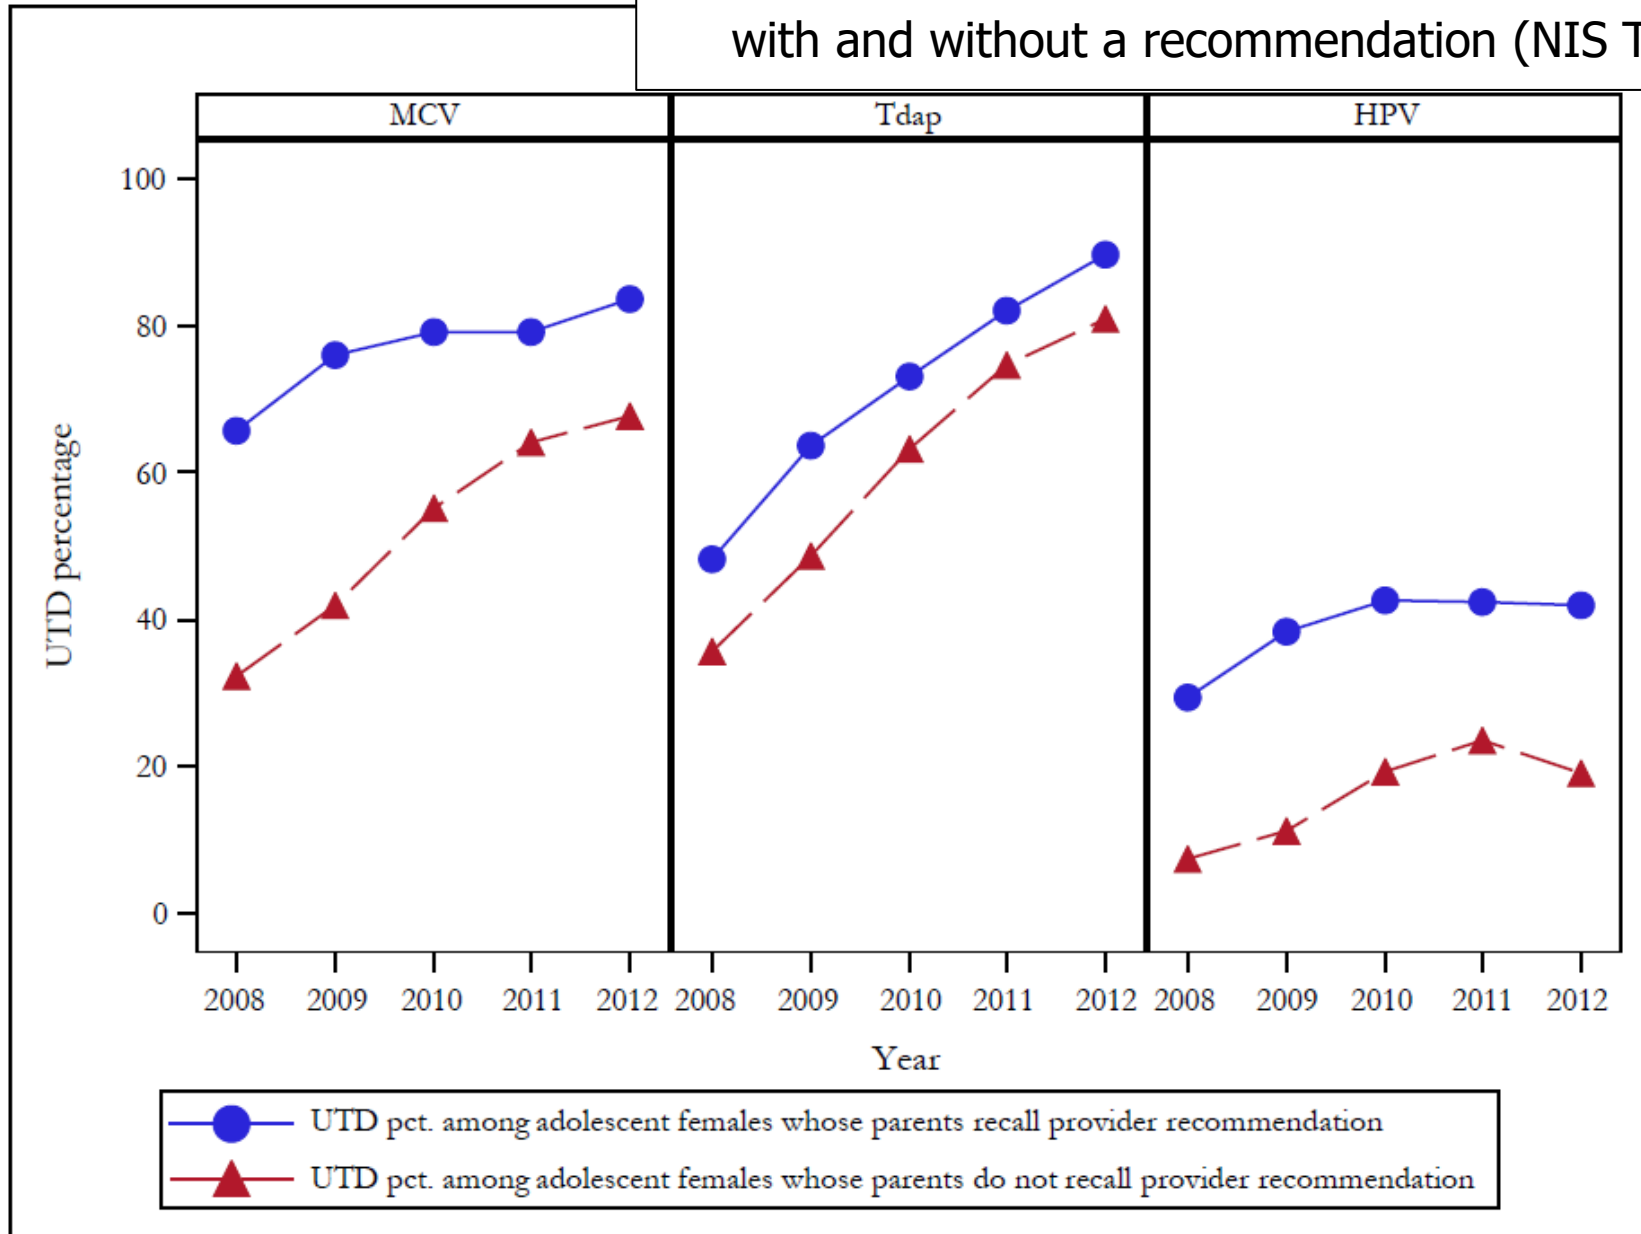 with and without a recommendation (NIS T
MCV Tdap HPV
100
80
60
40
20
0
UTD percentage
2008 2009 2010 2011 2012 2008 2009 2010 2011 2012 2008 2009 2010 2011 2012
Year
UTD pct. among adolescent females whose parents recall provider recommendation
UTD pct. among adolescent females whose parents do not recall provider recommendation